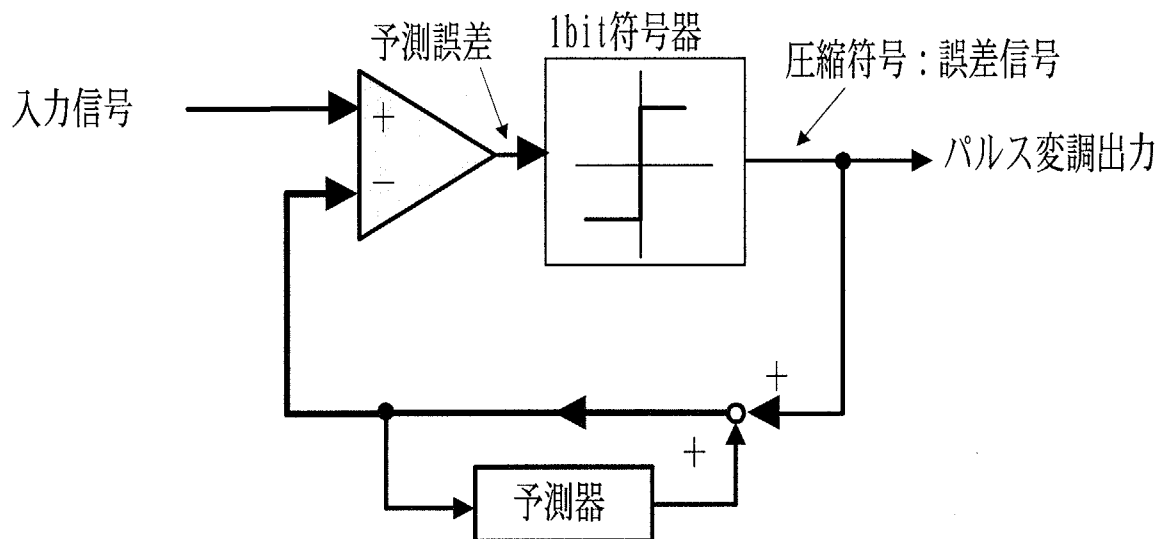 1bit符号器
予測誤差
圧縮符号：誤差信号
入力信号
+
−
パルス変調出力
+
+
予測器